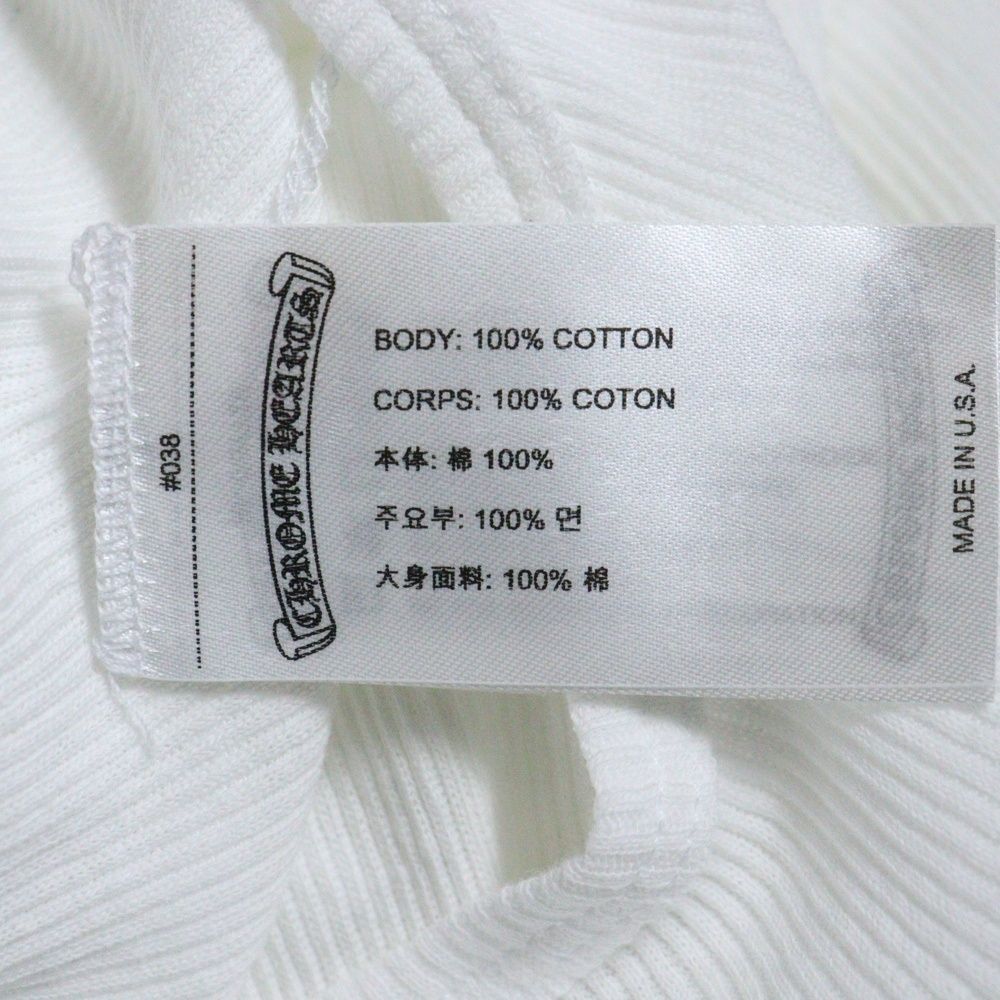 #038
CHROME HEARTS
BODY: 100% COTTON
CORPS: 100% COTON
本体: 棉 100%
주요부: 100% 면
大身面料: 100% 棉
MADE IN U.S.A.